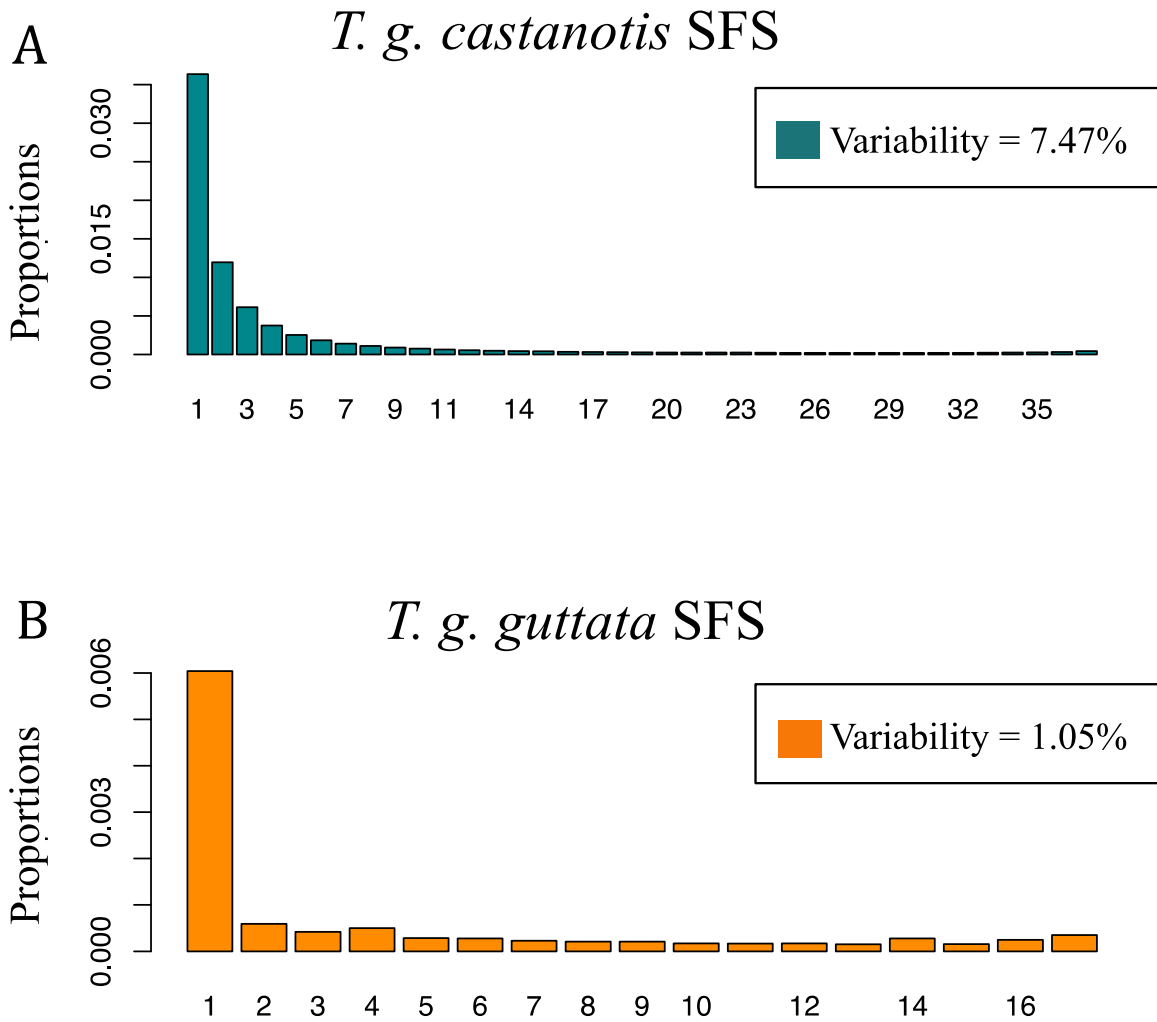 A
T. g. castanotis SFS
Variability = 7.47%
Proportions
0.000 0.015 0.030
1 3 5 7 9 11 14 17 20 23 26 29 32 35
B
T. g. guttata SFS
Variability = 1.05%
Proportions
0.000 0.003 0.006
1 2 3 4 5 6 7 8 9 10 12 14 16